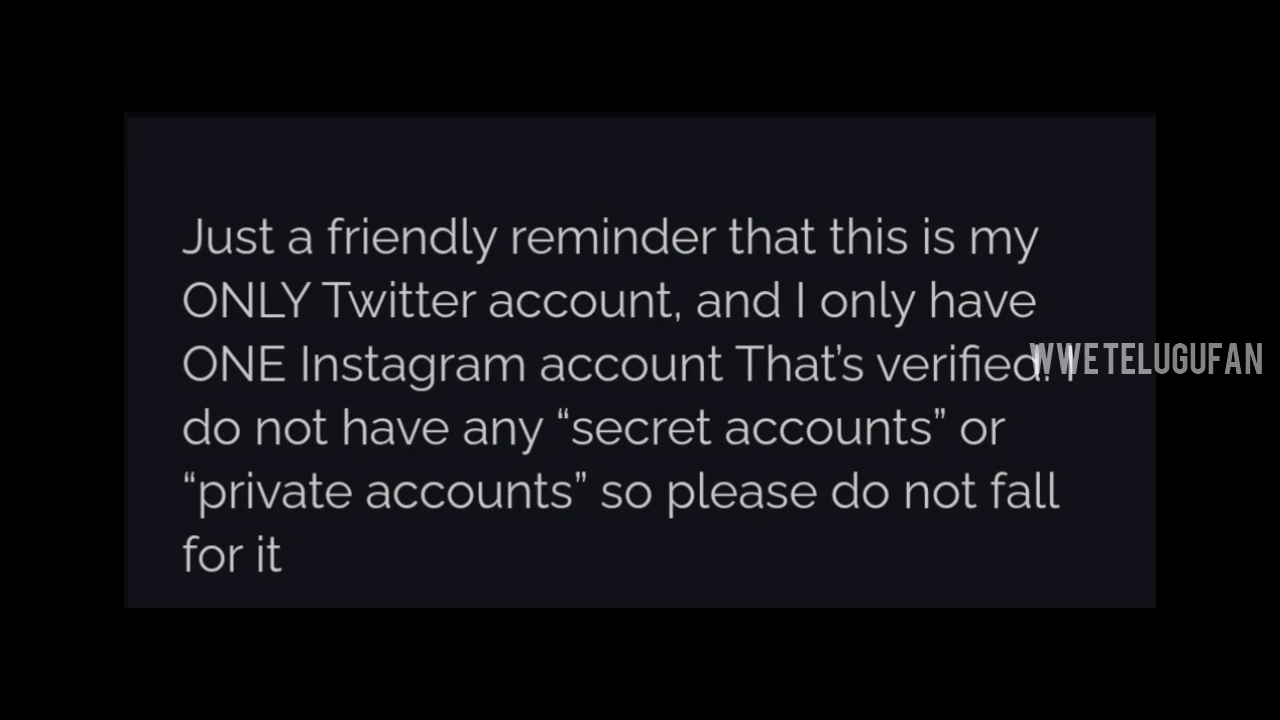 Just a friendly reminder that this is my
ONLY Twitter account, and I only have
ONE Instagram account That’s verified. I
do not have any “secret accounts” or
“private accounts” so please do not fall
for it
WWETELUGUFAN